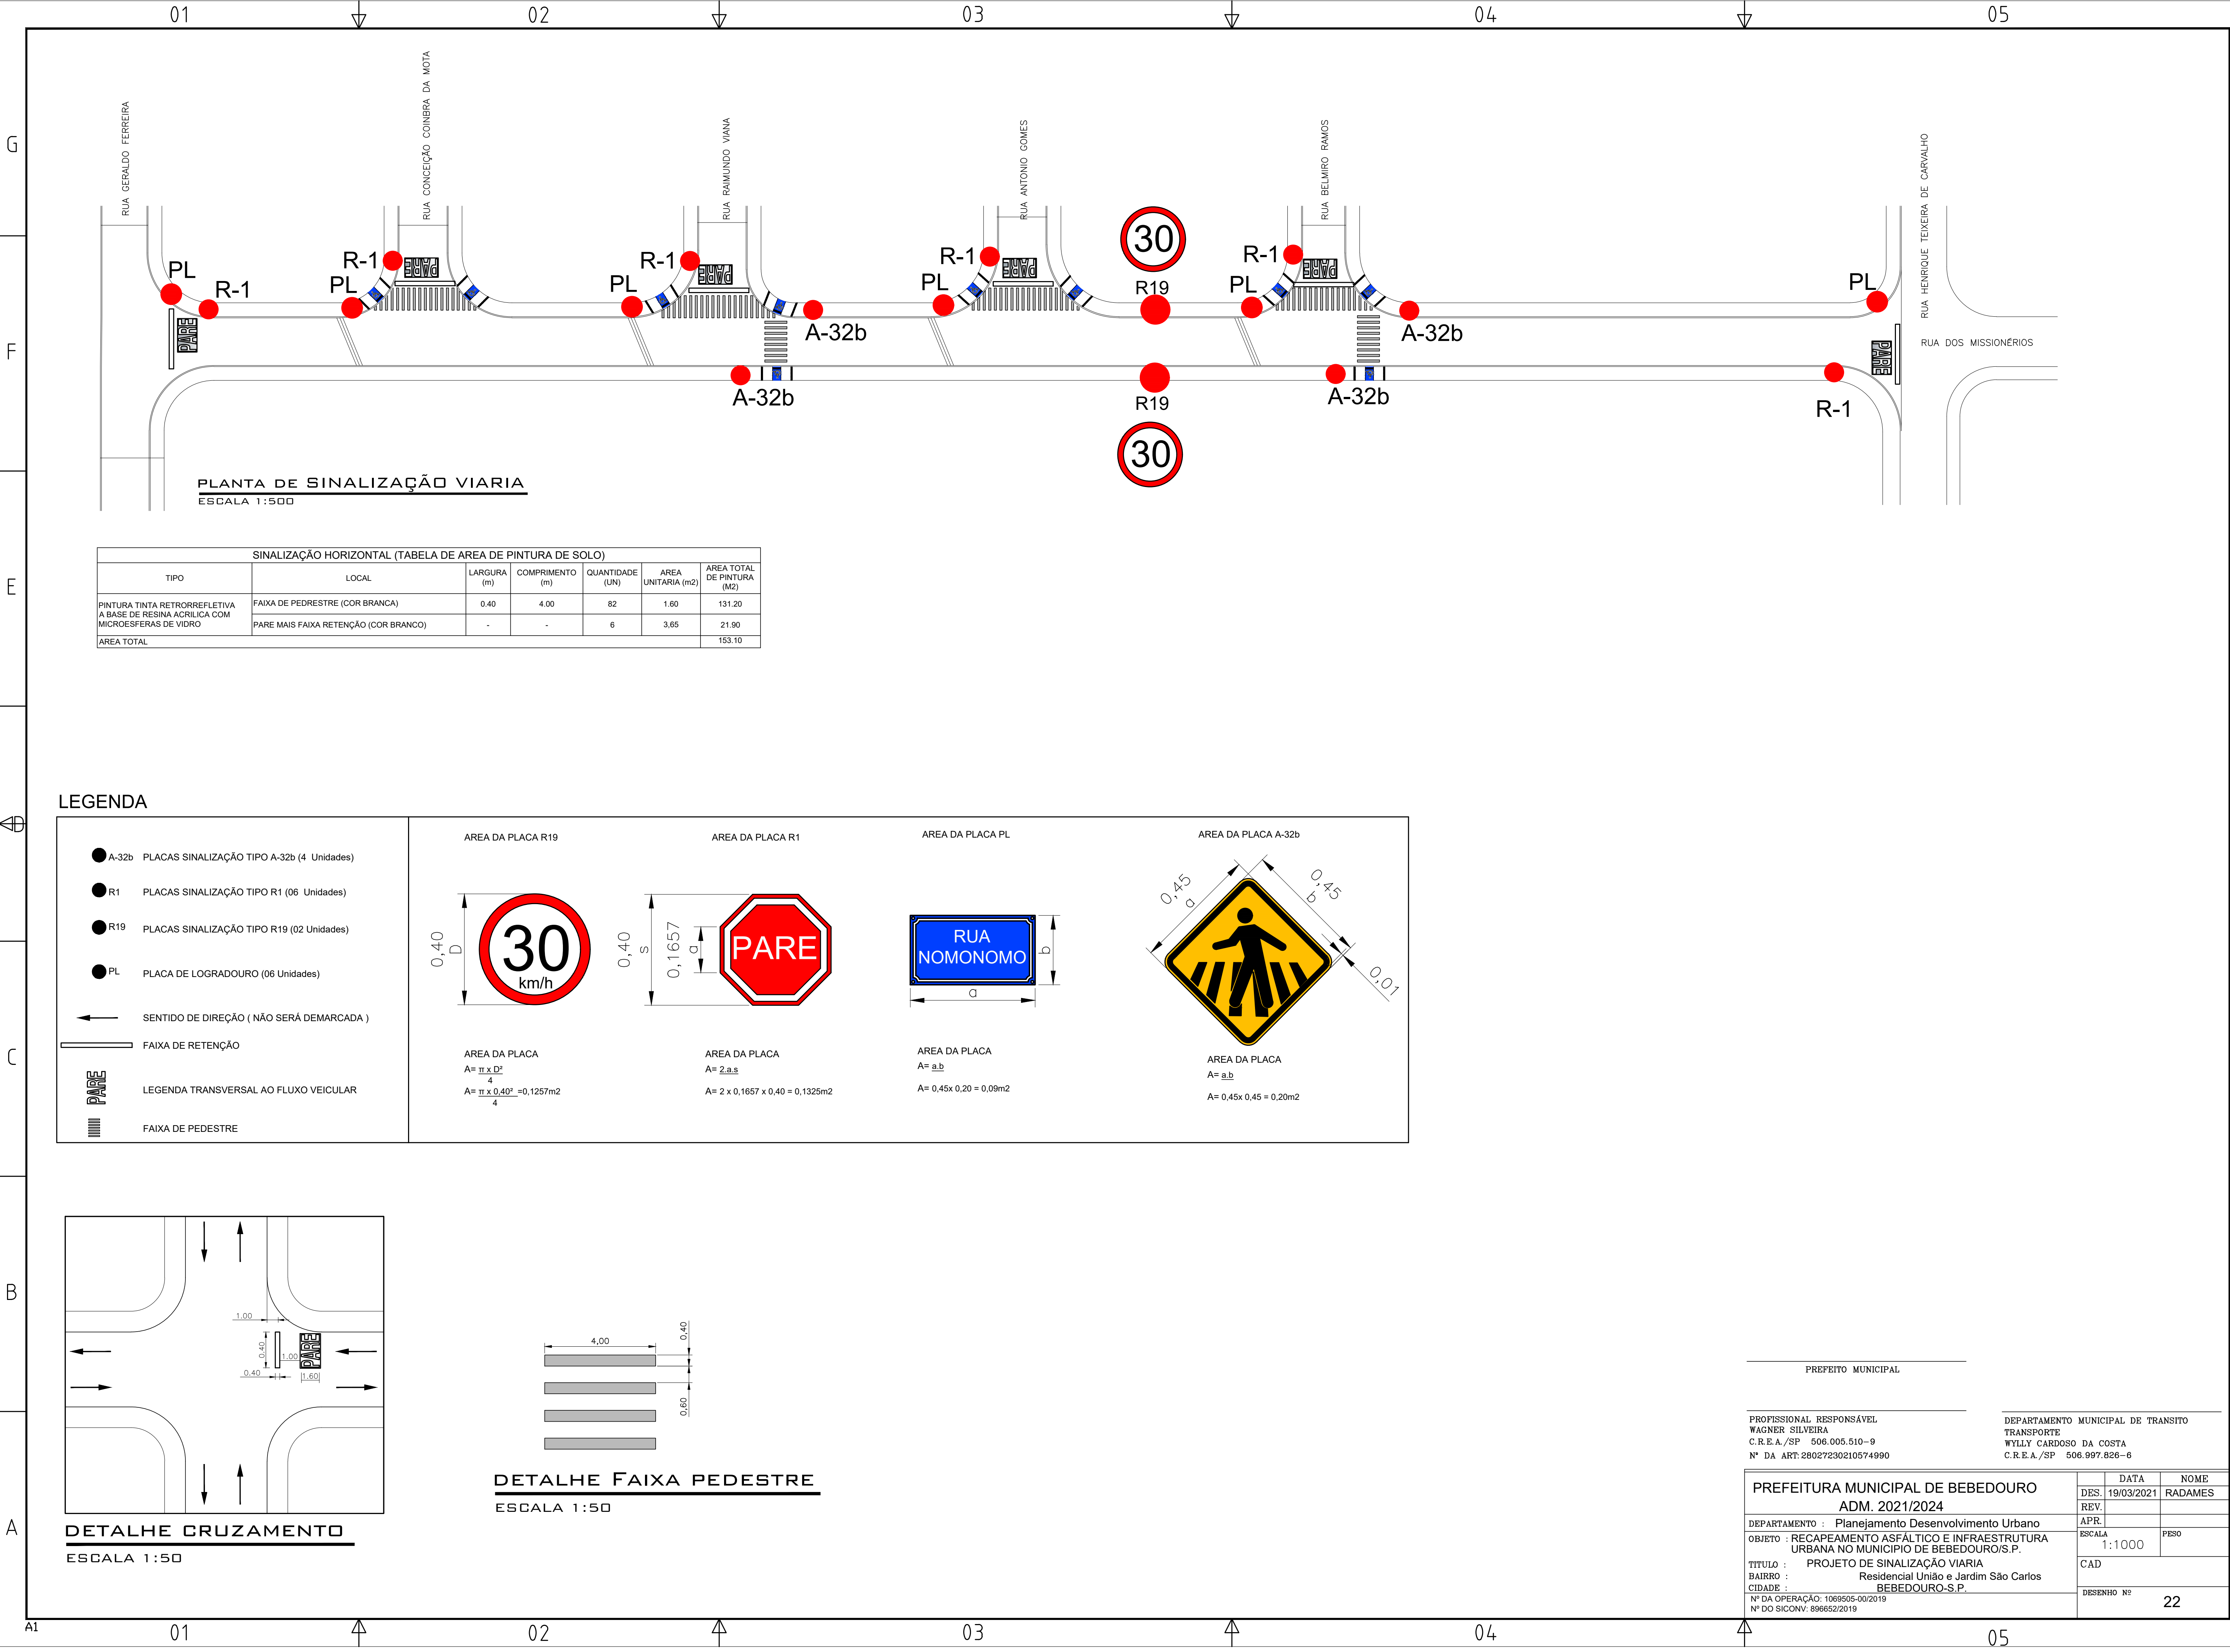 01 02 03 04 05
G
F
E
D
C
B
A
RUA GERALDO FERREIRA
RUA CONCEIÇÃO COINBRA DA MOTA
RUA RAIMUNDO VIANA
RUA ANTONIO GOMES
RUA BELMIRO RAMOS
RUA HENRIQUE TEIXEIRA DE CARVALHO
RUA DOS MISSIONÉRIOS
PL
R-1
PARE
R-1
PL
PARE
R-1
PL
PARE
A-32b
A-32b
R-1
PL
PARE
30
R19
R19
30
R-1
PL
PARE
A-32b
A-32b
PL
PARE
R-1
PLANTA DE SINALIZAÇÃO VIARIA
ESCALA 1:500
SINALIZAÇÃO HORIZONTAL (TABELA DE AREA DE PINTURA DE SOLO)
TIPO LOCAL LARGURA (m) COMPRIMENTO (m) QUANTIDADE (UN) AREA UNITARIA (m2) AREA TOTAL DE PINTURA (M2)
PINTURA TINTA RETRORREFLETIVA
A BASE DE RESINA ACRILICA COM
MICROESFERAS DE VIDRO
FAIXA DE PEDRESTRE (COR BRANCA) 0.40 4.00 82 1.60 131.20
PARE MAIS FAIXA RETENÇÃO (COR BRANCO) - - 6 3,65 21.90
AREA TOTAL 153.10
LEGENDA
A-32b PLACAS SINALIZAÇÃO TIPO A-32b (4 Unidades)
R1 PLACAS SINALIZAÇÃO TIPO R1 (06 Unidades)
R19 PLACAS SINALIZAÇÃO TIPO R19 (02 Unidades)
PL PLACA DE LOGRADOURO (06 Unidades)
SENTIDO DE DIREÇÃO ( NÃO SERÁ DEMARCADA )
FAIXA DE RETENÇÃO
PARE LEGENDA TRANSVERSAL AO FLUXO VEICULAR
FAIXA DE PEDESTRE
AREA DA PLACA R19
0,40
D
30
km/h
AREA DA PLACA
A= π x D²
4
A= π x 0,40² =0,1257m2
4
AREA DA PLACA R1
0,40
s
0,1657
a
PARE
AREA DA PLACA
A= 2.a.s
A= 2 x 0,1657 x 0,40 = 0,1325m2
AREA DA PLACA PL
RUA
NOMONOMO
b
a
AREA DA PLACA
A= a.b
A= 0,45x 0,20 = 0,09m2
AREA DA PLACA A-32b
0,45
a
0,45
b
0,01
AREA DA PLACA
A= a.b
A= 0,45x 0,45 = 0,20m2
1.00
0.40
1.00
PARE
0.40
1.60
DETALHE CRUZAMENTO
ESCALA 1:50
4,00
0,40
0,60
DETALHE FAIXA PEDESTRE
ESCALA 1:50
PREFEITO MUNICIPAL
PROFISSIONAL RESPONSÁVEL
WAGNER SILVEIRA
C.R.E.A./SP 506.005.510-9
N° DA ART: 28027230210574990
DEPARTAMENTO MUNICIPAL DE TRANSITO
TRANSPORTE
WYLLY CARDOSO DA COSTA
C.R.E.A./SP 506.997.826-6
PREFEITURA MUNICIPAL DE BEBEDOURO
ADM. 2021/2024
DEPARTAMENTO : Planejamento Desenvolvimento Urbano
OBJETO : RECAPEAMENTO ASFÁLTICO E INFRAESTRUTURA
URBANA NO MUNICIPIO DE BEBEDOURO/S.P.
TITULO : PROJETO DE SINALIZAÇÃO VIARIA
BAIRRO : Residencial União e Jardim São Carlos
CIDADE : BEBEDOURO-S.P.
Nº DA OPERAÇÃO: 1069505-00/2019
Nº DO SICONV: 896652/2019
DATA NOME
DES. 19/03/2021 RADAMES
REV.
APR.
ESCALA 1:1000
PESO
CAD
DESENHO Nº 22
A1
01 02 03 04 05